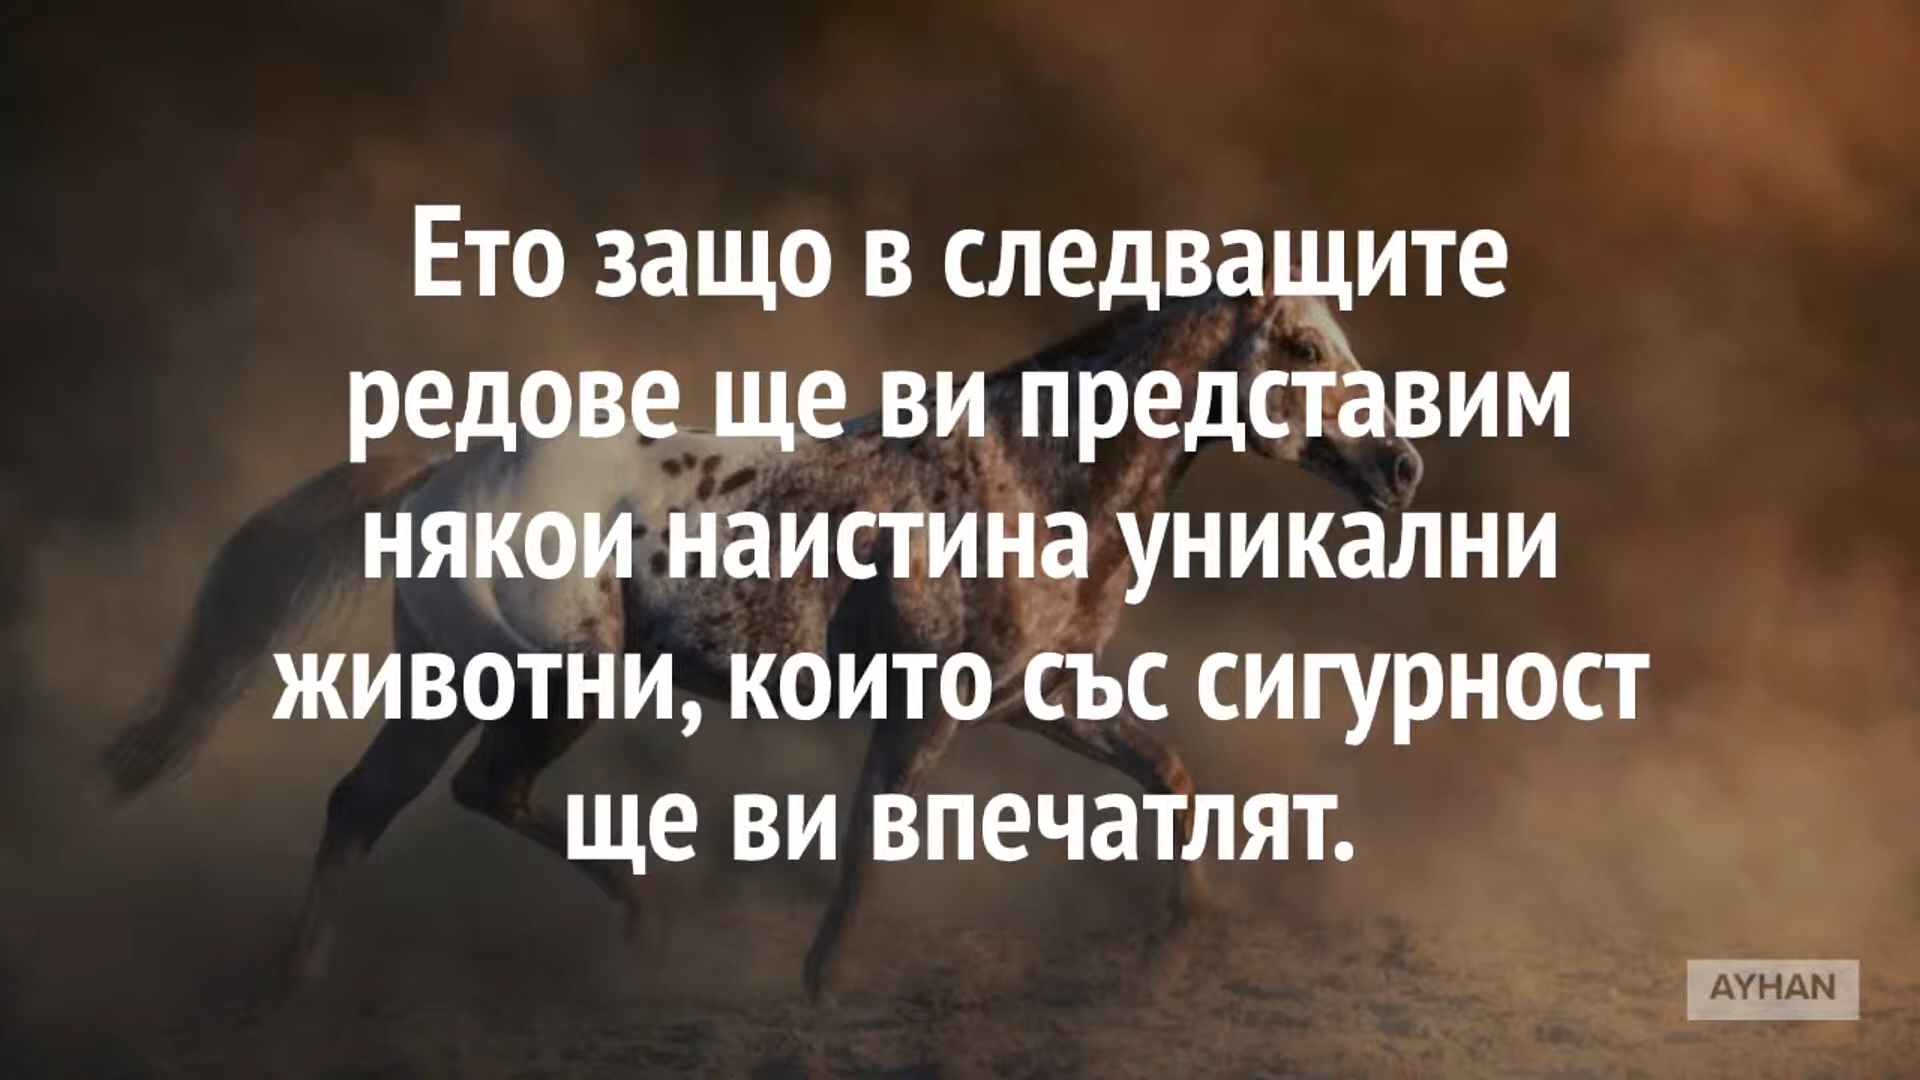 Ето защо в следващите
редове ще ви представим
някои наистина уникални
животни, които със сигурност
ще ви впечатлят.
AYHAN